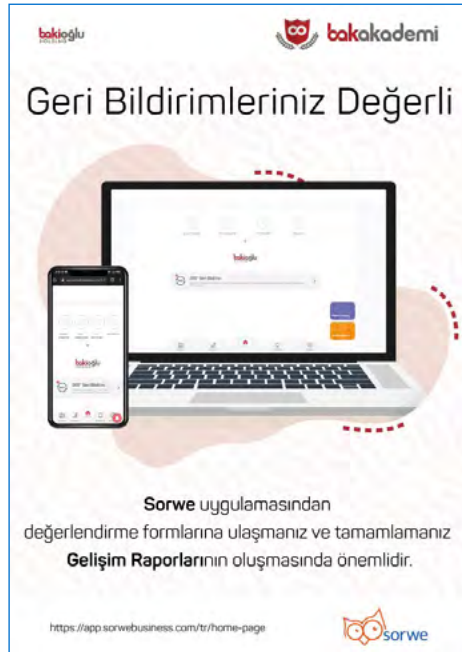 bakioğlu
HOLDING
bakakademi
Geri Bildirimleriniz Değerli
bakioğlu
bakioğlu
Sorwe uygulamasından
değerlendirme formlarına ulaşmanız ve tamamlamanız
Gelişim Raporlarının oluşmasında önemlidir.
https://app.sorwebusiness.com/tr/home-page
sorwe